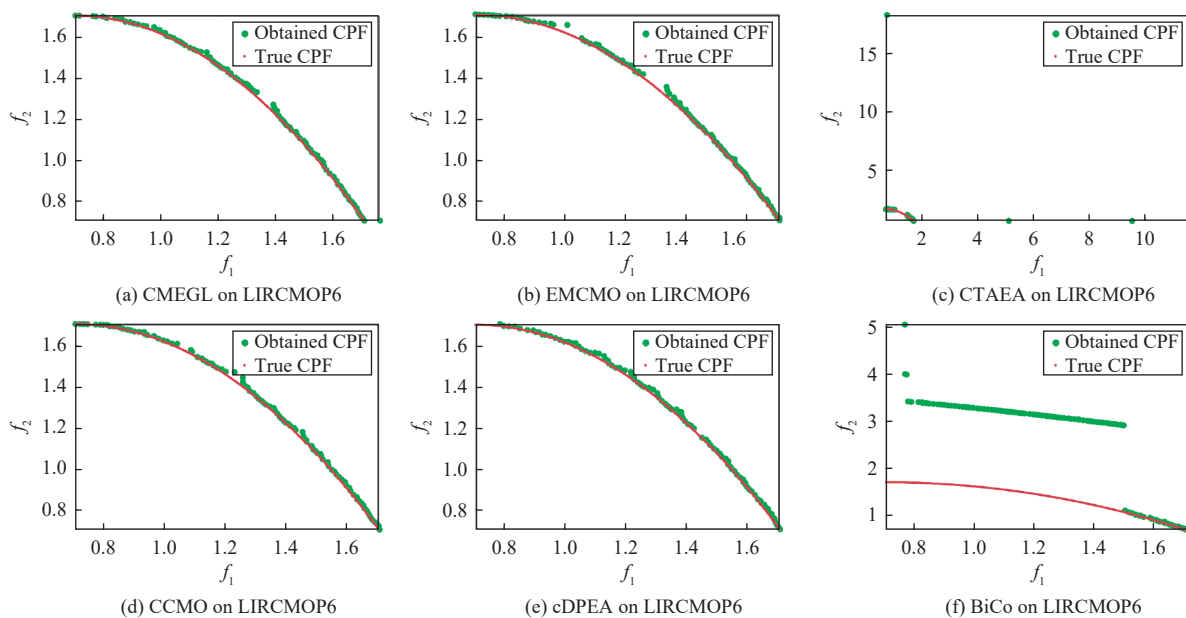 1.6
1.4
1.2
1.0
0.8
f2
Obtained CPF
True CPF
0.8 1.0 1.2 1.4 1.6
f1
(a) CMEGL on LIRCMOP6
1.6
1.4
1.2
1.0
0.8
f2
Obtained CPF
True CPF
0.8 1.0 1.2 1.4 1.6
f1
(b) EMCMO on LIRCMOP6
15
10
5
f2
Obtained CPF
True CPF
2 4 6 8 10
f1
(c) CTAEA on LIRCMOP6
1.6
1.4
1.2
1.0
0.8
f2
Obtained CPF
True CPF
0.8 1.0 1.2 1.4 1.6
f1
(d) CCMO on LIRCMOP6
1.6
1.4
1.2
1.0
0.8
f2
Obtained CPF
True CPF
0.8 1.0 1.2 1.4 1.6
f1
(e) cDPEA on LIRCMOP6
5
4
3
2
1
f2
Obtained CPF
True CPF
0.8 1.0 1.2 1.4 1.6
f1
(f) BiCo on LIRCMOP6